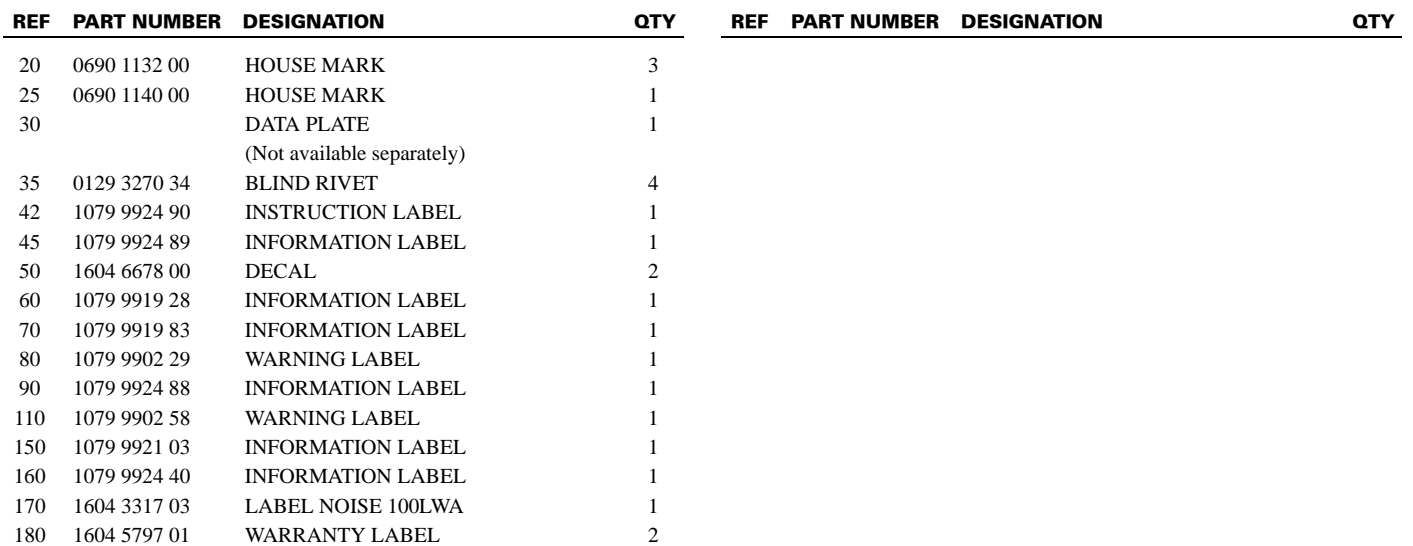 REF PART NUMBER DESIGNATION QTY REF PART NUMBER DESIGNATION QTY
20 0690 1132 00 HOUSE MARK 3
25 0690 1140 00 HOUSE MARK 1
30 DATA PLATE 1
(Not available separately)
35 0129 3270 34 BLIND RIVET 4
42 1079 9924 90 INSTRUCTION LABEL 1
45 1079 9924 89 INFORMATION LABEL 1
50 1604 6678 00 DECAL 2
60 1079 9919 28 INFORMATION LABEL 1
70 1079 9919 83 INFORMATION LABEL 1
80 1079 9902 29 WARNING LABEL 1
90 1079 9924 88 INFORMATION LABEL 1
110 1079 9902 58 WARNING LABEL 1
150 1079 9921 03 INFORMATION LABEL 1
160 1079 9924 40 INFORMATION LABEL 1
170 1604 3317 03 LABEL NOISE 100LWA 1
180 1604 5797 01 WARRANTY LABEL 2